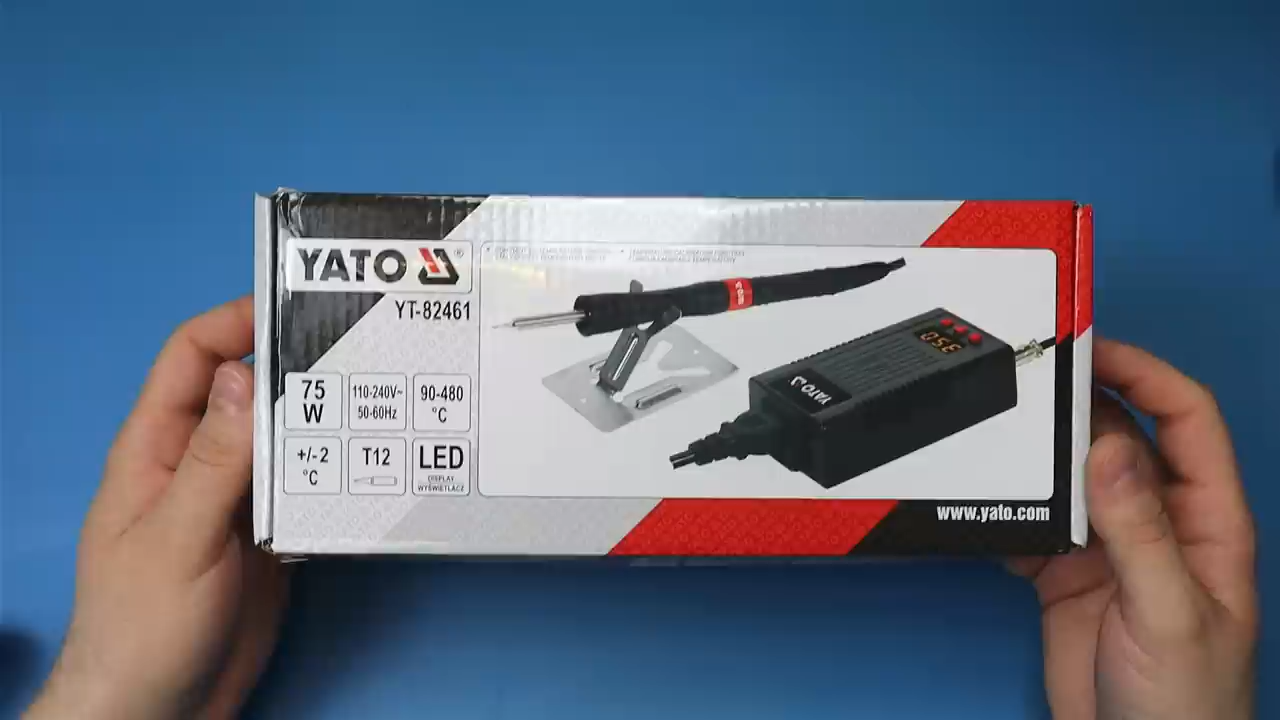 YATO ®
YT-82461
75
W
110-240V~
50-60Hz
90-480
°C
+/-2
°C
T12
LED
DISPLAY
WYŚWIETLACZ
YATO
350
www.yato.com